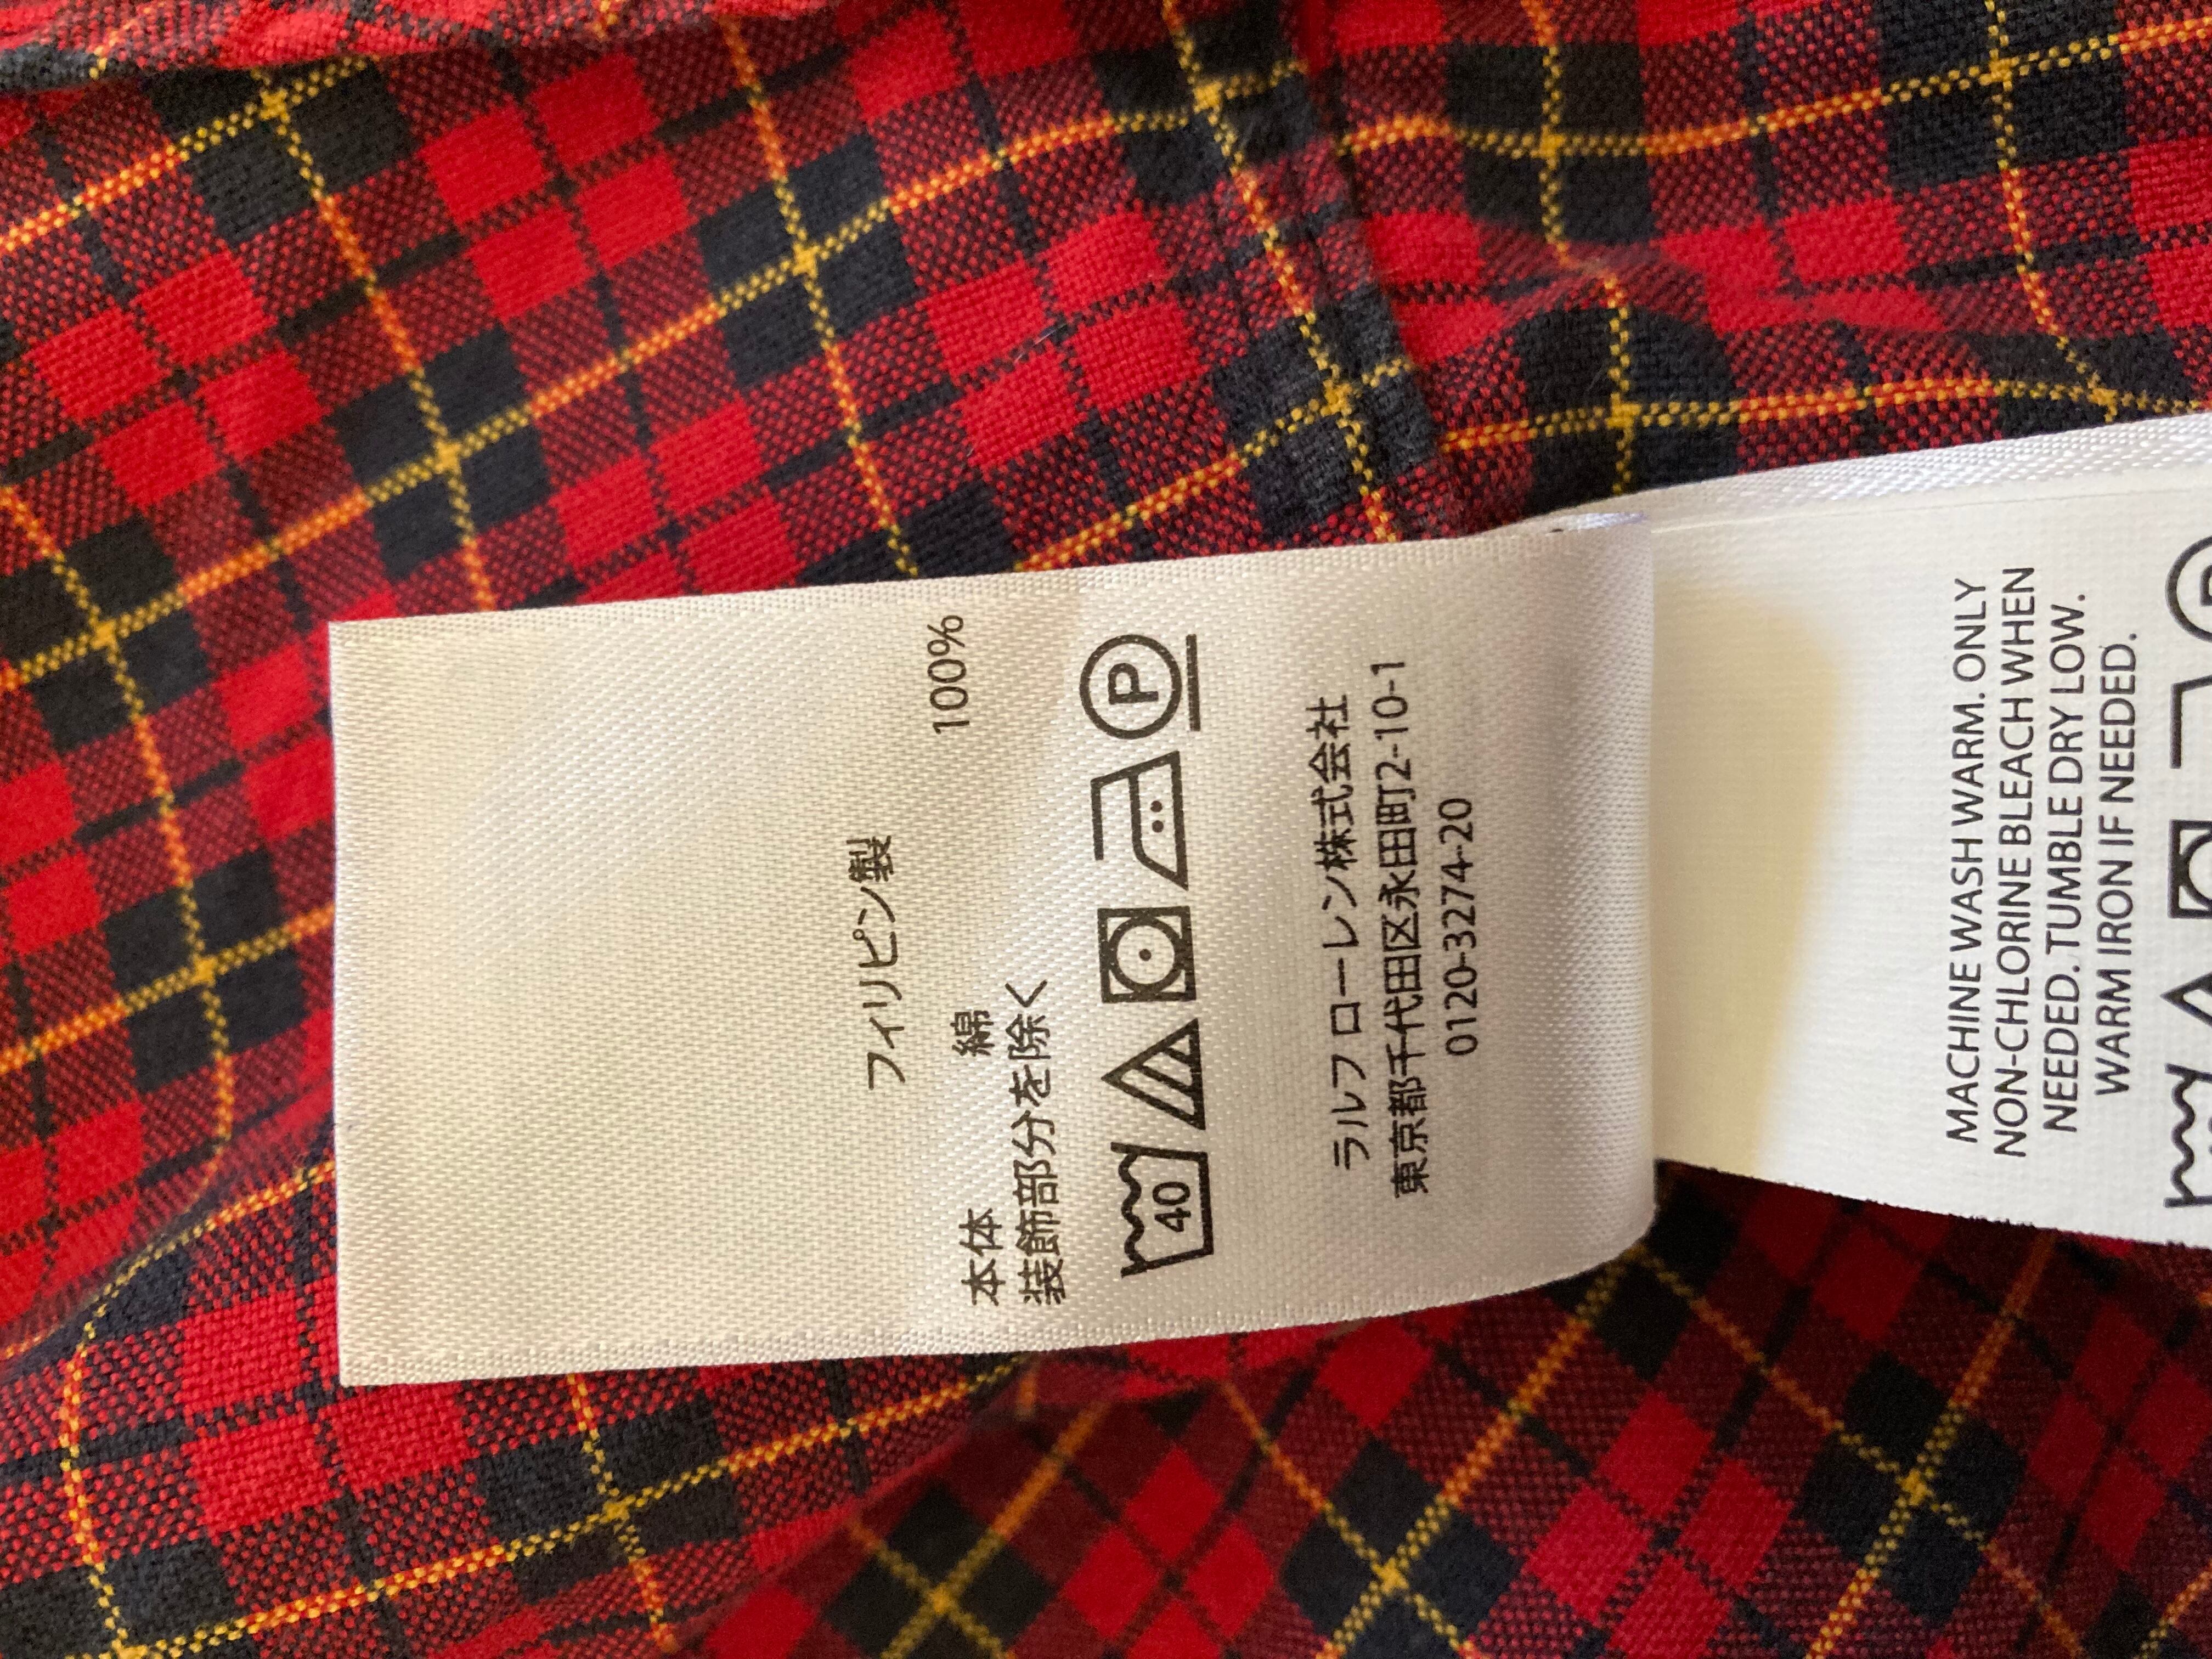 フィリピン製
本体 綿 100%
装飾部分を除く
40 P
ラルフ ローレン株式会社
東京都千代田区永田町2-10-1
0120-3274-20
MACHINE WASH WARM. ONLY
NON-CHLORINE BLEACH WHEN
NEEDED. TUMBLE DRY LOW.
WARM IRON IF NEEDED.